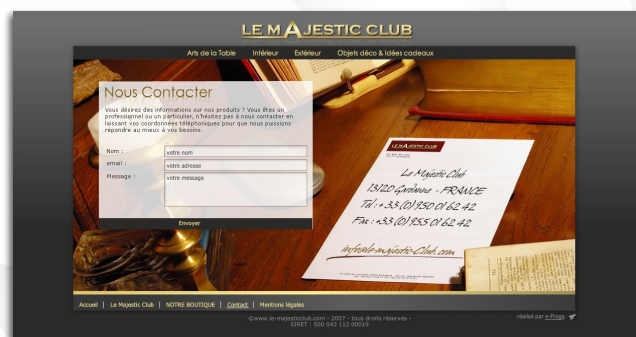 LE MAJESTIC CLUB
Arts de la Table Intérieur Extérieur Objets déco & Idées cadeaux
Nous Contacter
Vous désirez des informations sur nos produits ? Vous êtes un
professionnel ou un particulier, n'hésitez pas à nous contacter en
laissant vos coordonnées téléphoniques pour que nous puissions
répondre au mieux à vos besoins.
Nom : votre nom
email : votre adresse
Message : votre message
Envoyer
LE MAJESTIC CLUB
Le Majestic Club
13120 Gardanne - FRANCE
Tél : +33 (0) 950 01 62 42
Fax : +33 (0) 955 01 62 42
info@le-majestic-Club.com
Accueil | Le Majestic Club | NOTRE BOUTIQUE | Contact | Mentions légales
©www.le-majesticclub.com - 2007 - tous droits réservés -
SIRET : 500 043 112 00019
réalisé par e-Frogg